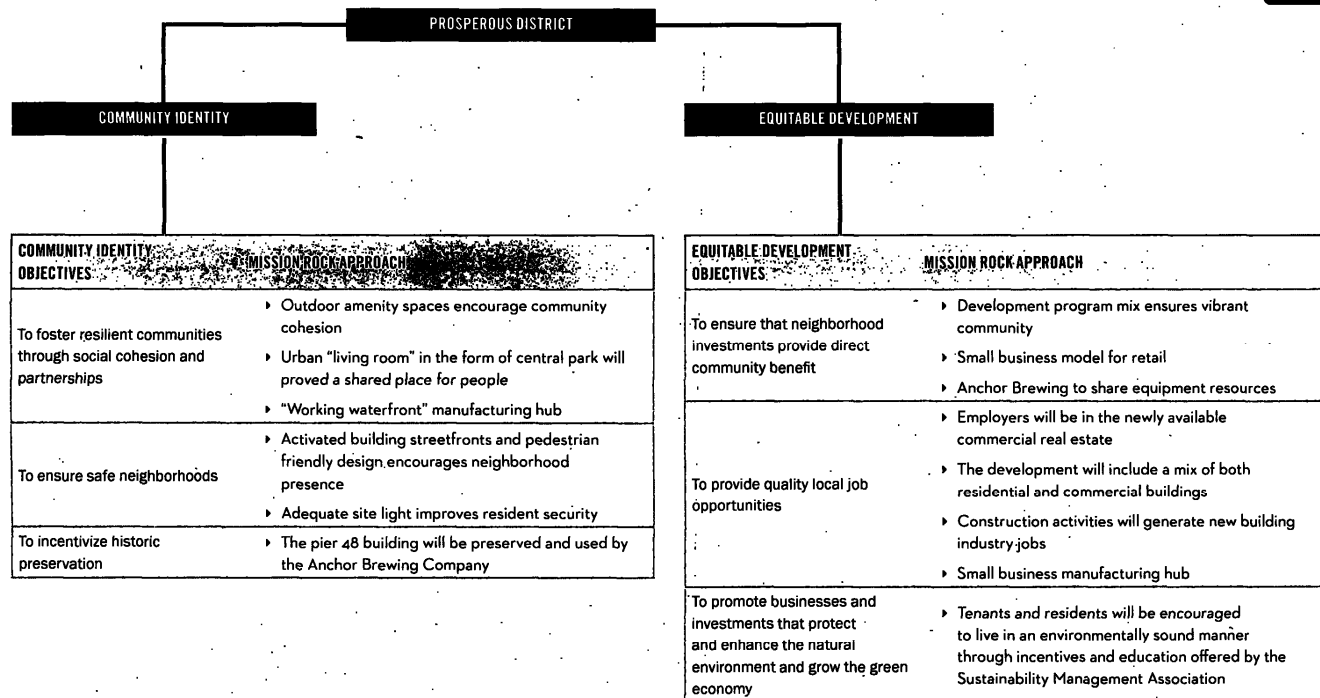 PROSPEROUS DISTRICT
COMMUNITY IDENTITY
EQUITABLE DEVELOPMENT
COMMUNITY IDENTITY
OBJECTIVES
MISSION ROCK APPROACH
To foster resilient communities
through social cohesion and
partnerships
‣ Outdoor amenity spaces encourage community
cohesion
‣ Urban “living room” in the form of central park will
proved a shared place for people
‣ “Working waterfront” manufacturing hub
To ensure safe neighborhoods
‣ Activated building streetfronts and pedestrian
friendly design encourages neighborhood
presence
‣ Adequate site light improves resident security
To incentivize historic
preservation
‣ The pier 48 building will be preserved and used by
the Anchor Brewing Company
EQUITABLE DEVELOPMENT
OBJECTIVES
MISSION ROCK APPROACH
To ensure that neighborhood
investments provide direct
community benefit
‣ Development program mix ensures vibrant
community
‣ Small business model for retail
‣ Anchor Brewing to share equipment resources
To provide quality local job
opportunities
‣ Employers will be in the newly available
commercial real estate
‣ The development will include a mix of both
residential and commercial buildings
‣ Construction activities will generate new building
industry jobs
‣ Small business manufacturing hub
To promote businesses and
investments that protect
and enhance the natural
environment and grow the green
economy
‣ Tenants and residents will be encouraged
to live in an environmentally sound manner
through incentives and education offered by the
Sustainability Management Association